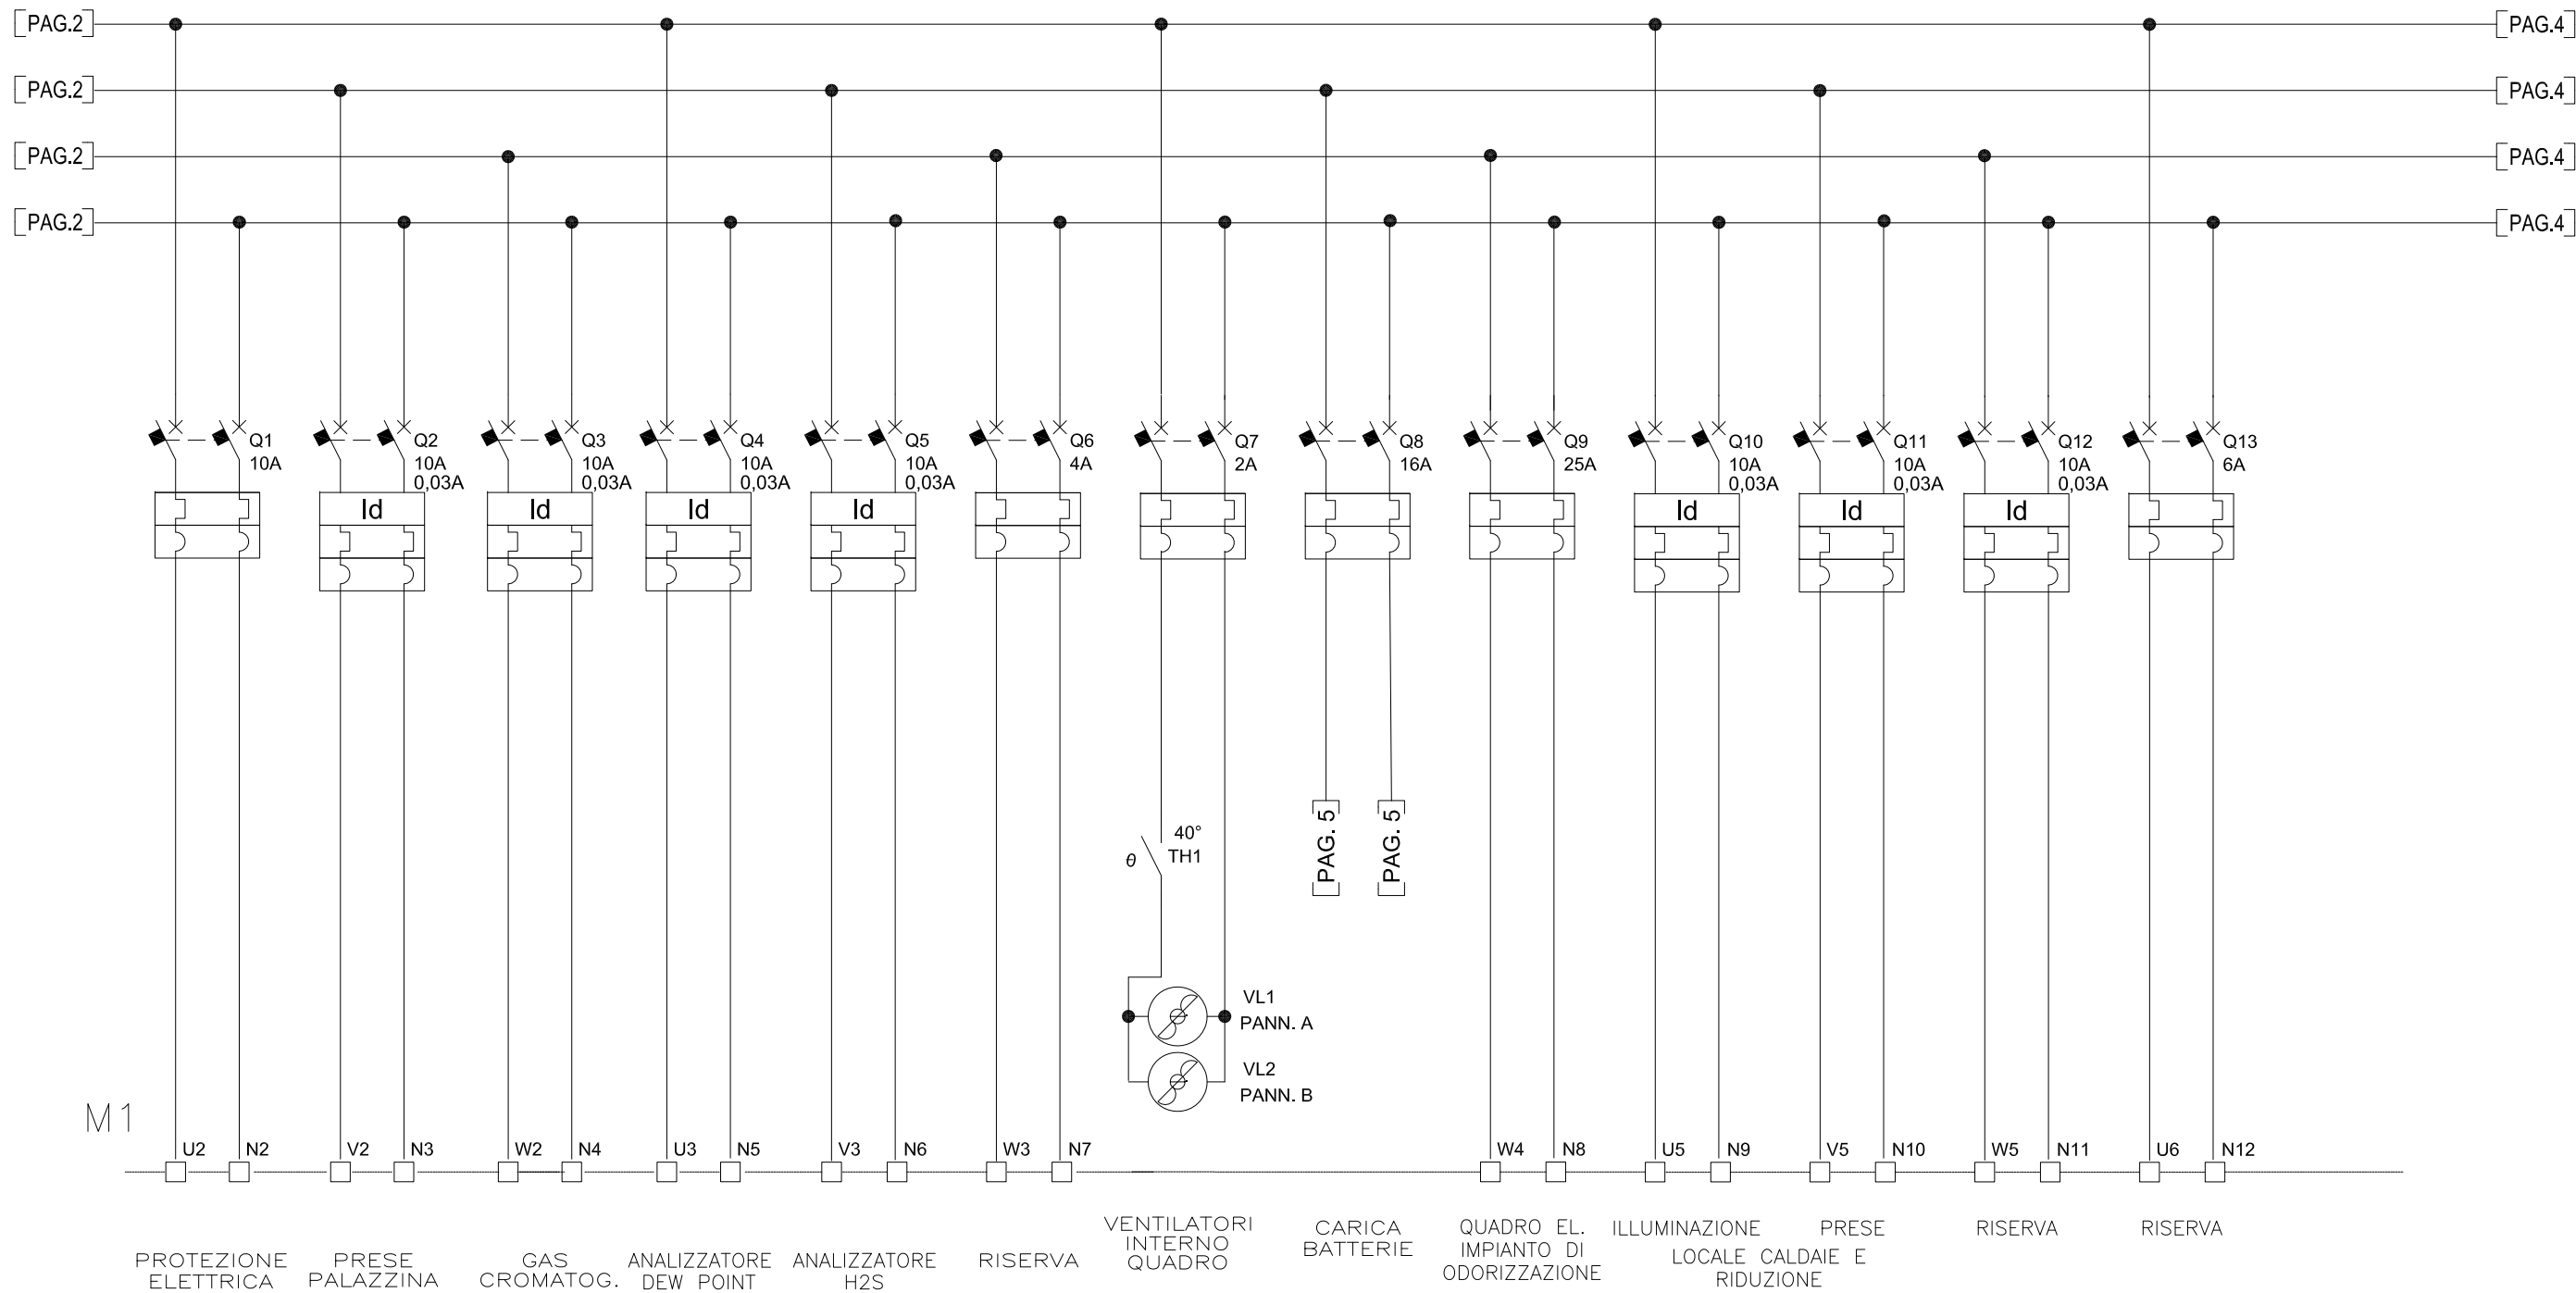 PAG.2 PAG.4
PAG.2 PAG.4
PAG.2 PAG.4
PAG.2 PAG.4
Q1 Q2 Q3 Q4 Q5 Q6 Q7 Q8 Q9 Q10 Q11 Q12 Q13
10A 10A 10A 10A 10A 4A 2A 16A 25A 10A 10A 10A 6A
0,03A 0,03A 0,03A 0,03A 0,03A 0,03A 0,03A
Id Id Id Id Id Id Id
PAG. 5 PAG. 5
40°
θ TH1
VL1
PANN. A
VL2
PANN. B
M1
U2 N2 V2 N3 W2 N4 U3 N5 V3 N6 W3 N7 W4 N8 U5 N9 V5 N10 W5 N11 U6 N12
PROTEZIONE
ELETTRICA
PRESE
PALAZZINA
GAS
CROMATOG.
ANALIZZATORE
DEW POINT
ANALIZZATORE
H2S
RISERVA
VENTILATORI
INTERNO
QUADRO
CARICA
BATTERIE
QUADRO EL.
IMPIANTO DI
ODORIZZAZIONE
ILLUMINAZIONE PRESE
LOCALE CALDAIE E
RIDUZIONE
RISERVA
RISERVA